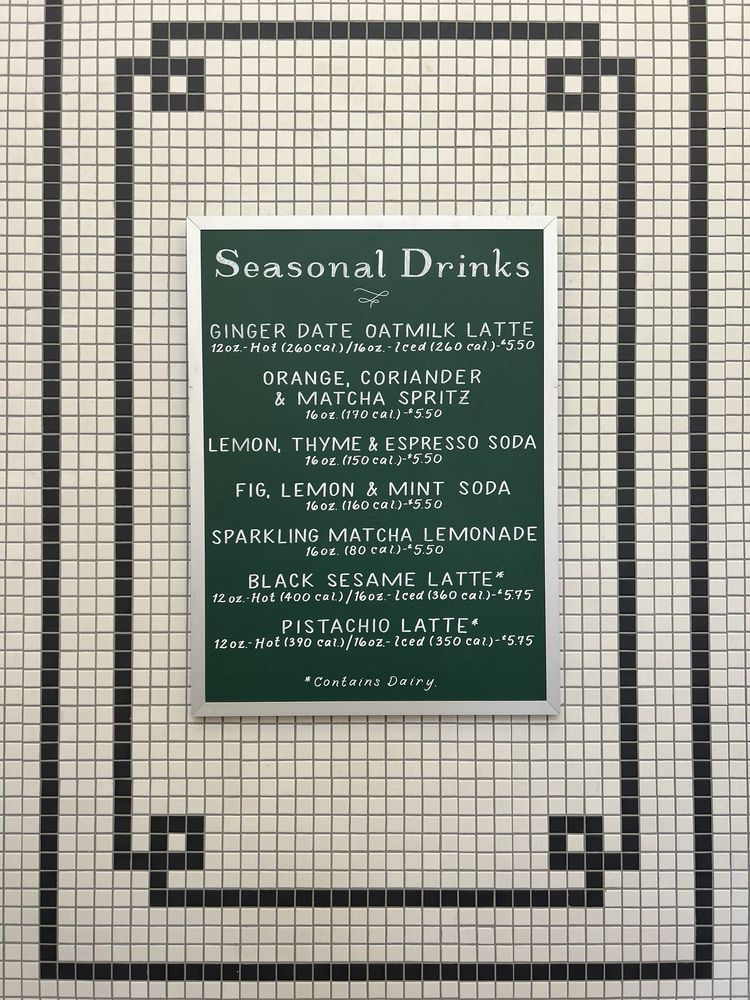 Seasonal Drinks
GINGER DATE OATMILK LATTE
12oz.-Hot (260 cal.)/16oz.-Iced (260 cal.)-$5.50
ORANGE, CORIANDER
& MATCHA SPRITZ
16oz. (170 cal.)-$5.50
LEMON, THYME & ESPRESSO SODA
16oz. (150 cal.)-$5.50
FIG, LEMON & MINT SODA
16oz. (160 cal.)-$5.50
SPARKLING MATCHA LEMONADE
16oz. (80 cal.)-$5.50
BLACK SESAME LATTE*
12oz.-Hot (400 cal.)/16oz.-Iced (360 cal.)-$5.75
PISTACHIO LATTE*
12oz.-Hot (390 cal.)/16oz.-Iced (350 cal.)-$5.75
*Contains Dairy.